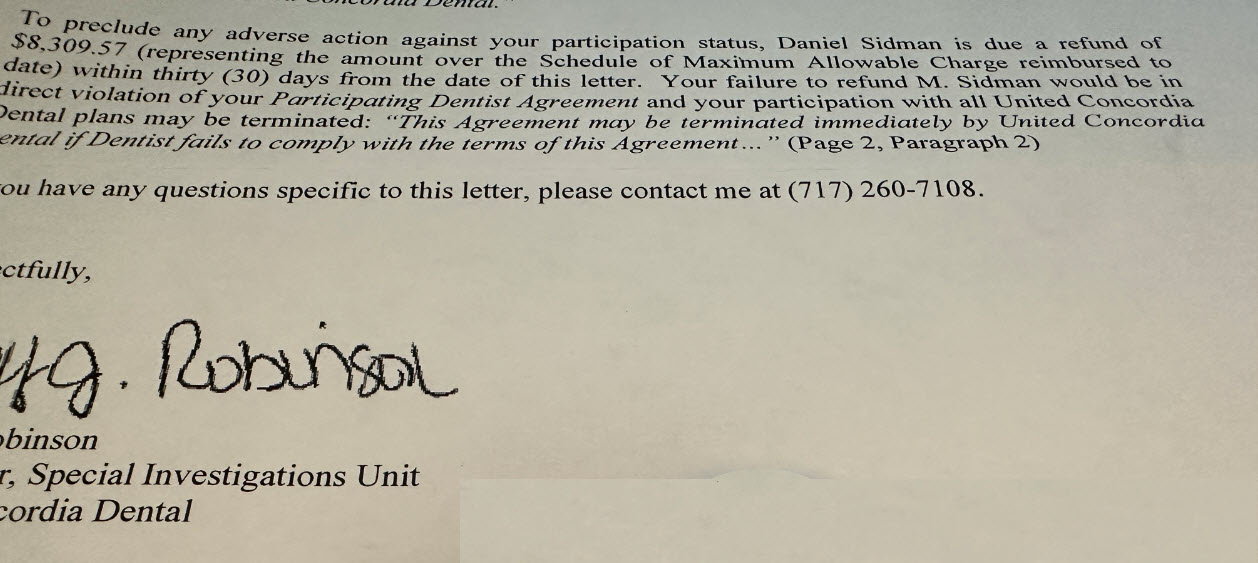 Concordia Dental.
To preclude any adverse action against your participation status, Daniel Sidman is due a refund of
$8,309.57 (representing the amount over the Schedule of Maximum Allowable Charge reimbursed to
date) within thirty (30) days from the date of this letter. Your failure to refund M. Sidman would be in
direct violation of your Participating Dentist Agreement and your participation with all United Concordia
Dental plans may be terminated: “This Agreement may be terminated immediately by United Concordia
ental if Dentist fails to comply with the terms of this Agreement…” (Page 2, Paragraph 2)
ou have any questions specific to this letter, please contact me at (717) 260-7108.
ectfully,
g. Robinson
obinson
r, Special Investigations Unit
cordia Dental